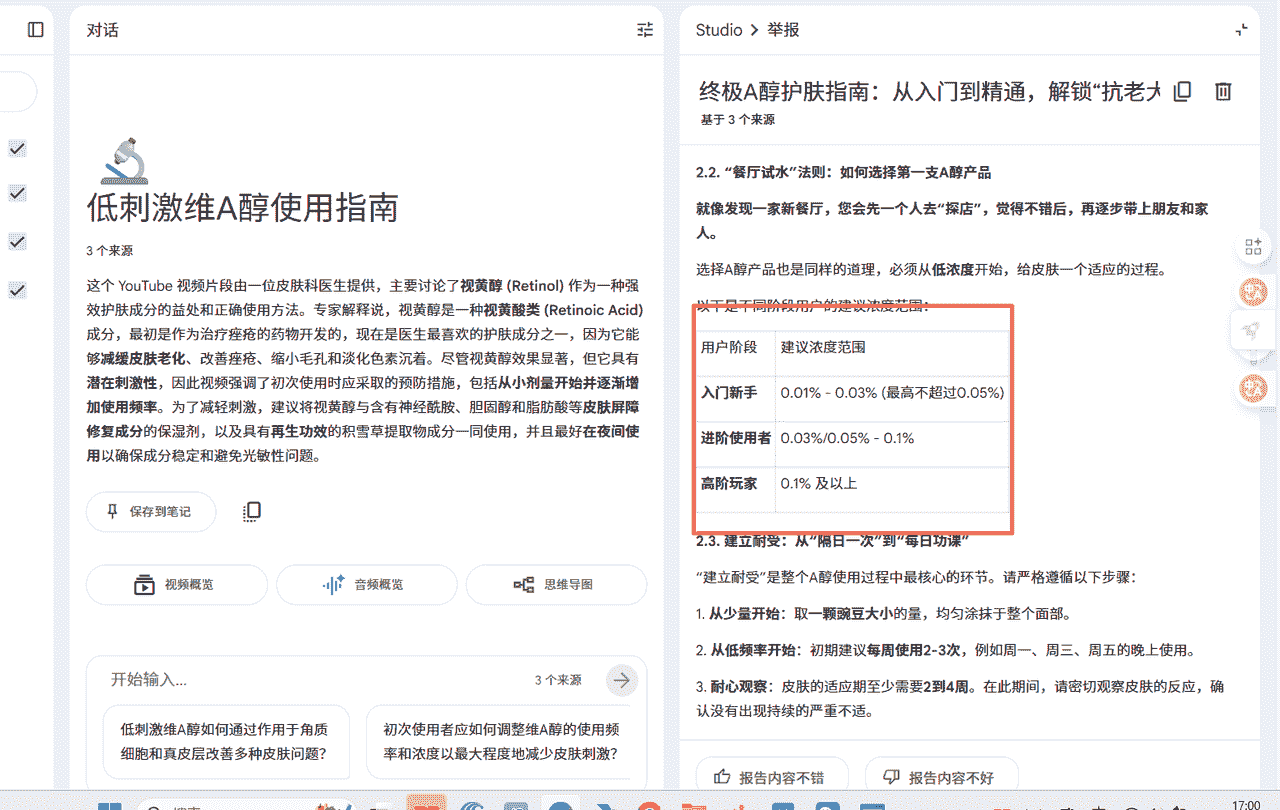 对话
低刺激维A醇使用指南
3 个来源
这个 YouTube 视频片段由一位皮肤科医生提供，主要讨论了视黄醇 (Retinol) 作为一种强
效护肤成分的益处和正确使用方法。专家解释说，视黄醇是一种视黄酸类 (Retinoic Acid)
成分，最初是作为治疗痤疮的药物开发的，现在是医生最喜欢的护肤成分之一，因为它能
够减缓皮肤老化、改善痤疮、缩小毛孔和淡化色素沉着。尽管视黄醇效果显著，但它具有
潜在刺激性，因此视频强调了初次使用时应采取的预防措施，包括从小剂量开始并逐渐增
加使用频率。为了减轻刺激，建议将视黄醇与含有神经酰胺、胆固醇和脂肪酸等皮肤屏障
修复成分的保湿剂，以及具有再生功效的积雪草提取物成分一同使用，并且最好在夜间使
用以确保成分稳定和避免光敏性问题。
保存到笔记
视频概览
音频概览
思维导图
开始输入...
3 个来源
低刺激维A醇如何通过作用于角质
细胞和真皮层改善多种皮肤问题？
初次使用者应如何调整维A醇的使用频
率和浓度以最大程度地减少皮肤刺激？
Studio > 举报
终极A醇护肤指南：从入门到精通，解锁“抗老大
基于 3 个来源
2.2. “餐厅试水”法则：如何选择第一支A醇产品
就像发现一家新餐厅，您会先一个人去“探店”，觉得不错后，再逐步带上朋友和家
人。
选择A醇产品也是同样的道理，必须从低浓度开始，给皮肤一个适应的过程。
以下是不同阶段用户的建议浓度范围：
用户阶段 建议浓度范围
入门新手 0.01% - 0.03% (最高不超过0.05%)
进阶使用者 0.03%/0.05% - 0.1%
高阶玩家 0.1% 及以上
2.3. 建立耐受：从“隔日一次”到“每日功课”
“建立耐受”是整个A醇使用过程中最核心的环节。请严格遵循以下步骤：
1. 从少量开始：取一颗豌豆大小的量，均匀涂抹于整个面部。
2. 从低频率开始：初期建议每周使用2-3次，例如周一、周三、周五的晚上使用。
3. 耐心观察：皮肤的适应期至少需要2到4周。在此期间，请密切观察皮肤的反应，确
认没有出现持续的严重不适。
报告内容不错
报告内容不好
17:00